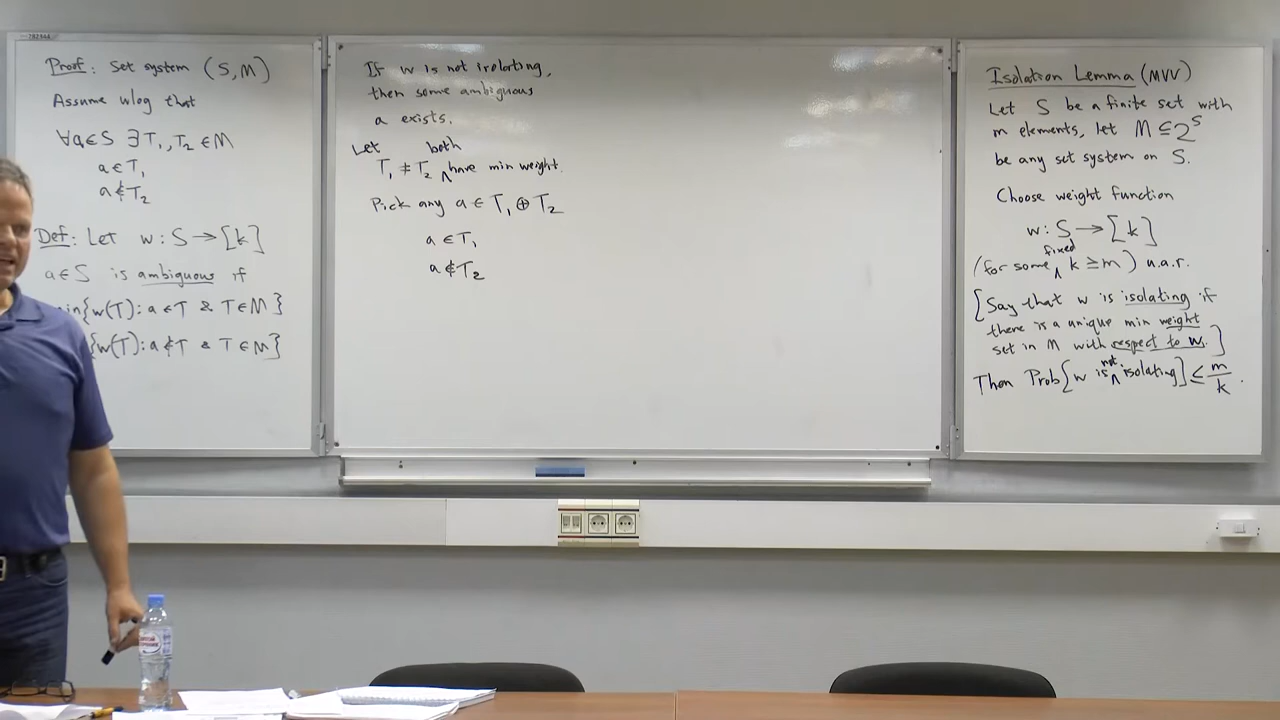 Proof: Set system (S,M)
Assume wlog that
∀a∈S ∃T₁,T₂∈M
a∈T₁
a∉T₂
Def: Let w: S→[k]
a∈S is ambiguous if
in{w(T): a∈T & T∈M}
{w(T): a∉T & T∈M}
If w is not isolating,
then some ambiguous
a exists.
Let both
T₁≠T₂ ∧ have min weight.
Pick any a∈T₁⊕T₂
a∈T₁
a∉T₂
Isolation Lemma (MVV)
Let S be a finite set with
m elements, let M⊆2^S
be any set system on S.
Choose weight function
w: S→[k]
fixed
(for some ∧ k≥m) u.a.r.
[Say that w is isolating if
there is a unique min weight
set in M with respect to w.]
not
Then Prob[w is ∧ isolating] ≤ m/k.